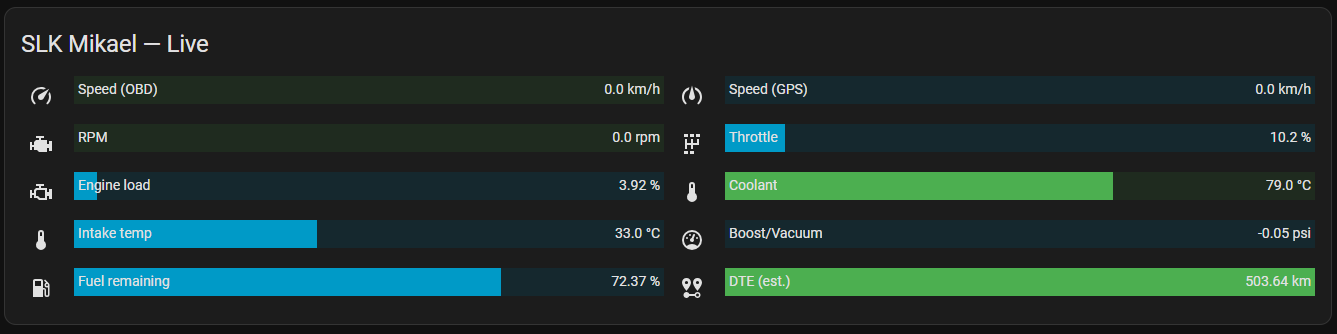 SLK Mikael — Live
Speed (OBD) 0.0 km/h
Speed (GPS) 0.0 km/h
RPM 0.0 rpm
Throttle 10.2 %
Engine load 3.92 %
Coolant 79.0 °C
Intake temp 33.0 °C
Boost/Vacuum -0.05 psi
Fuel remaining 72.37 %
DTE (est.) 503.64 km